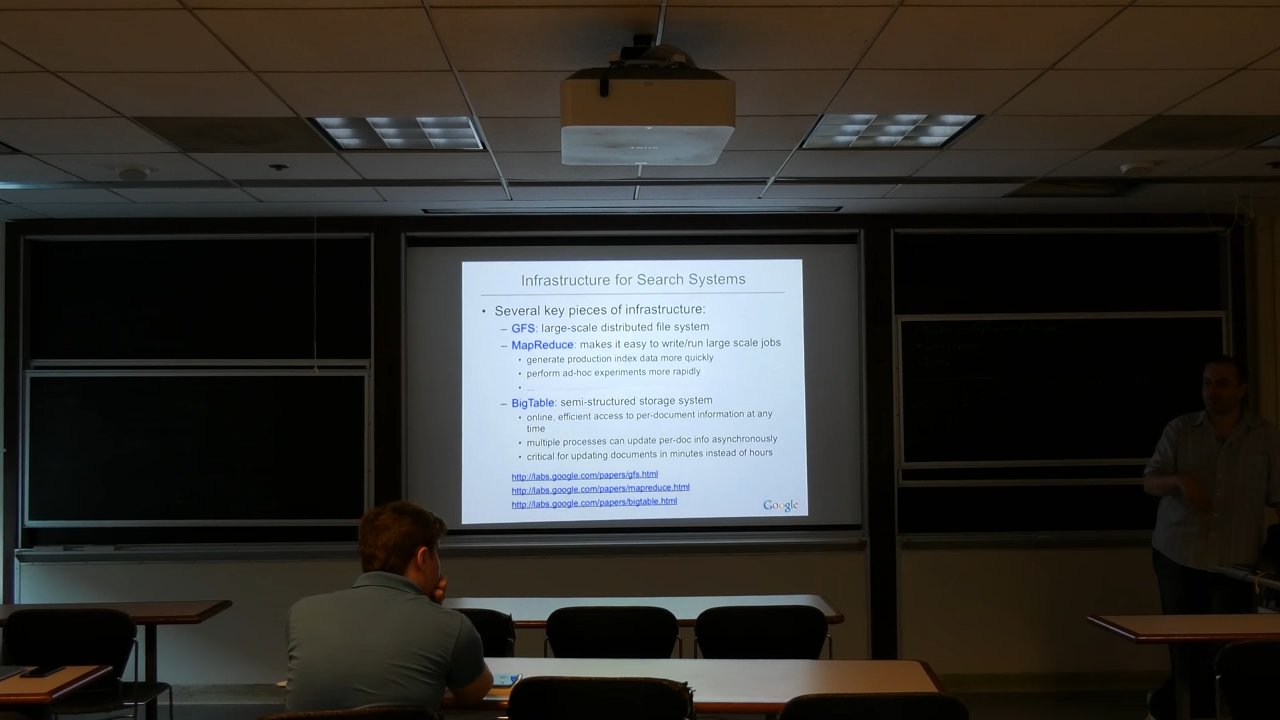 Infrastructure for Search Systems
• Several key pieces of infrastructure:
– GFS: large-scale distributed file system
– MapReduce: makes it easy to write/run large scale jobs
• generate production index data more quickly
• perform ad-hoc experiments more rapidly
• ...
– BigTable: semi-structured storage system
• online, efficient access to per-document information at any
time
• multiple processes can update per-doc info asynchronously
• critical for updating documents in minutes instead of hours
http://labs.google.com/papers/gfs.html
http://labs.google.com/papers/mapreduce.html
http://labs.google.com/papers/bigtable.html
Google